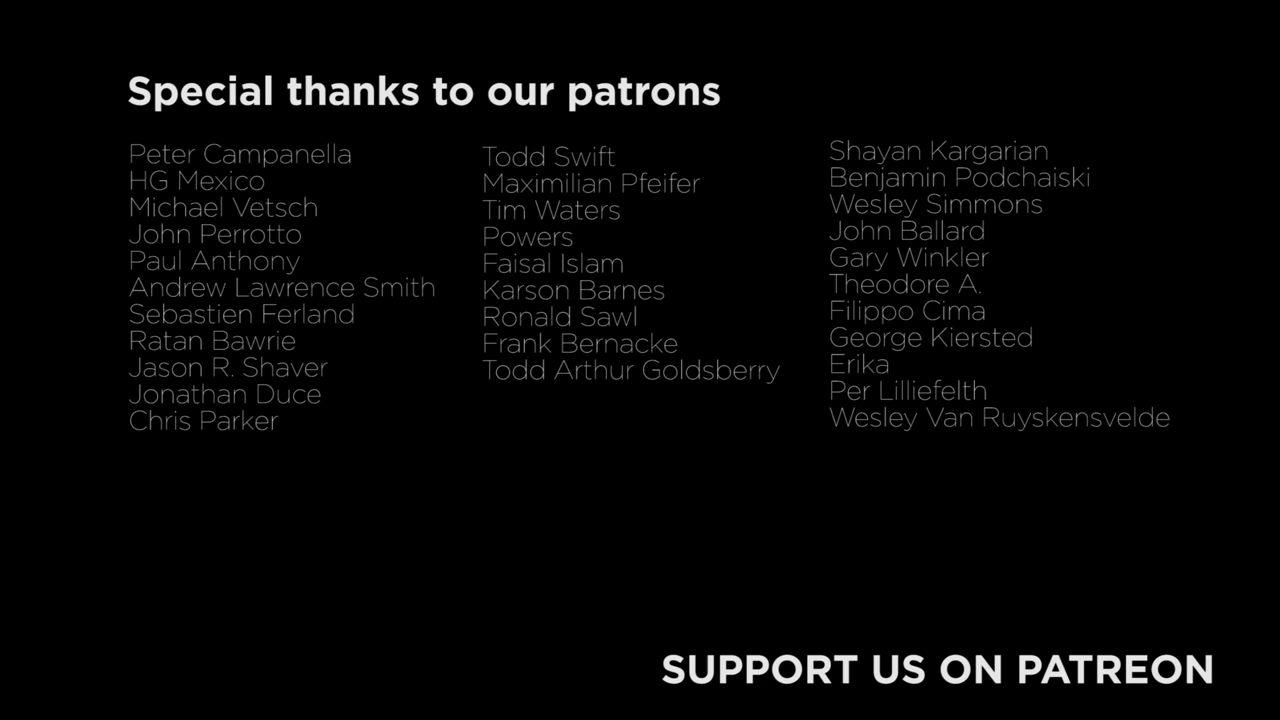 Special thanks to our patrons
Peter Campanella
HG Mexico
Michael Vetsch
John Perrotto
Paul Anthony
Andrew Lawrence Smith
Sebastien Ferland
Ratan Bawrie
Jason R. Shaver
Jonathan Duce
Chris Parker
Todd Swift
Maximilian Pfeifer
Tim Waters
Powers
Faisal Islam
Karson Barnes
Ronald Sawl
Frank Bernacke
Todd Arthur Goldsberry
Shayan Kargarian
Benjamin Podchaiski
Wesley Simmons
John Ballard
Gary Winkler
Theodore A.
Filippo Cima
George Kiersted
Erika
Per Lilliefelth
Wesley Van Ruyskensvelde
SUPPORT US ON PATREON